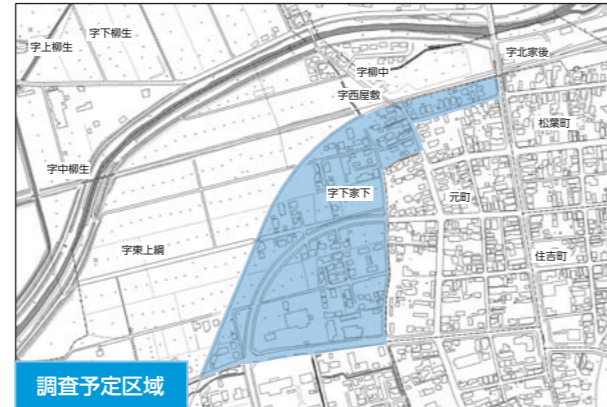 字下柳生
字上柳生
字北家後
字柳中
字西屋敷
松葉町
字中柳生
字下家下
元町
字東上綱
住吉町
調査予定区域